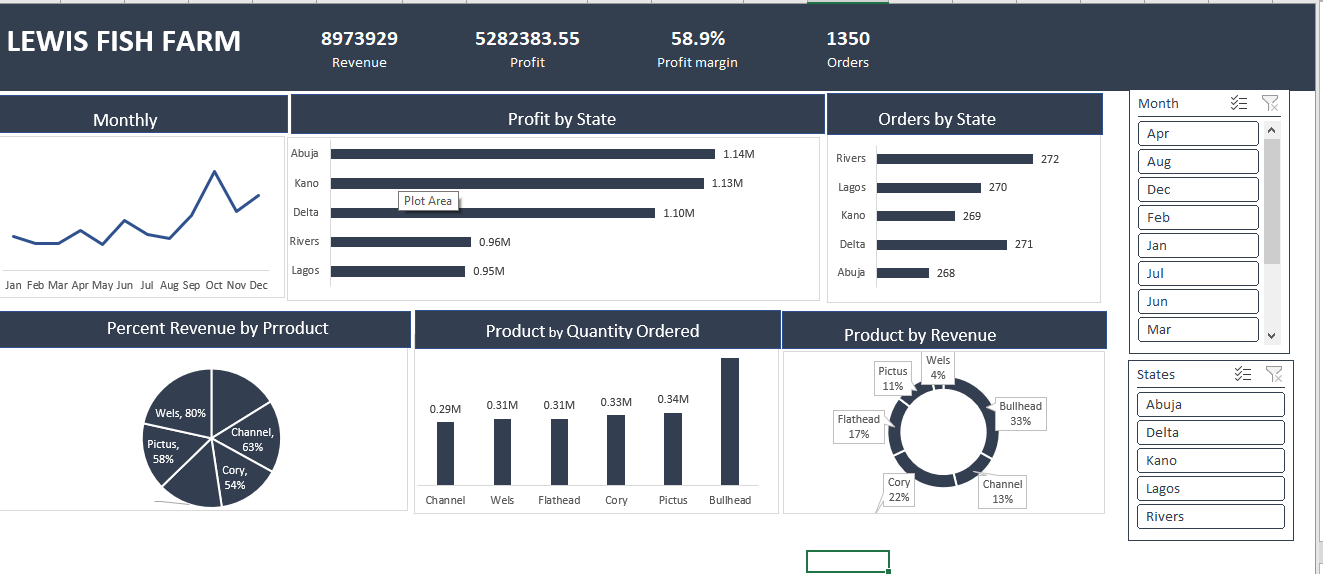 LEWIS FISH FARM
8973929
Revenue
5282383.55
Profit
58.9%
Profit margin
1350
Orders
Monthly
Jan Feb Mar Apr May Jun Jul Aug Sep Oct Nov Dec
Profit by State
Abuja 1.14M
Kano 1.13M
Plot Area
Delta 1.10M
Rivers 0.96M
Lagos 0.95M
Orders by State
Rivers 272
Lagos 270
Kano 269
Delta 271
Abuja 268
Month
Apr
Aug
Dec
Feb
Jan
Jul
Jun
Mar
Percent Revenue by Prroduct
Wels, 80%
Channel,
63%
Pictus,
58%
Cory,
54%
Product by Quantity Ordered
0.29M 0.31M 0.31M 0.33M 0.34M
Channel Wels Flathead Cory Pictus Bullhead
Product by Revenue
Wels
4%
Pictus
11%
Bullhead
33%
Flathead
17%
Cory
22%
Channel
13%
States
Abuja
Delta
Kano
Lagos
Rivers